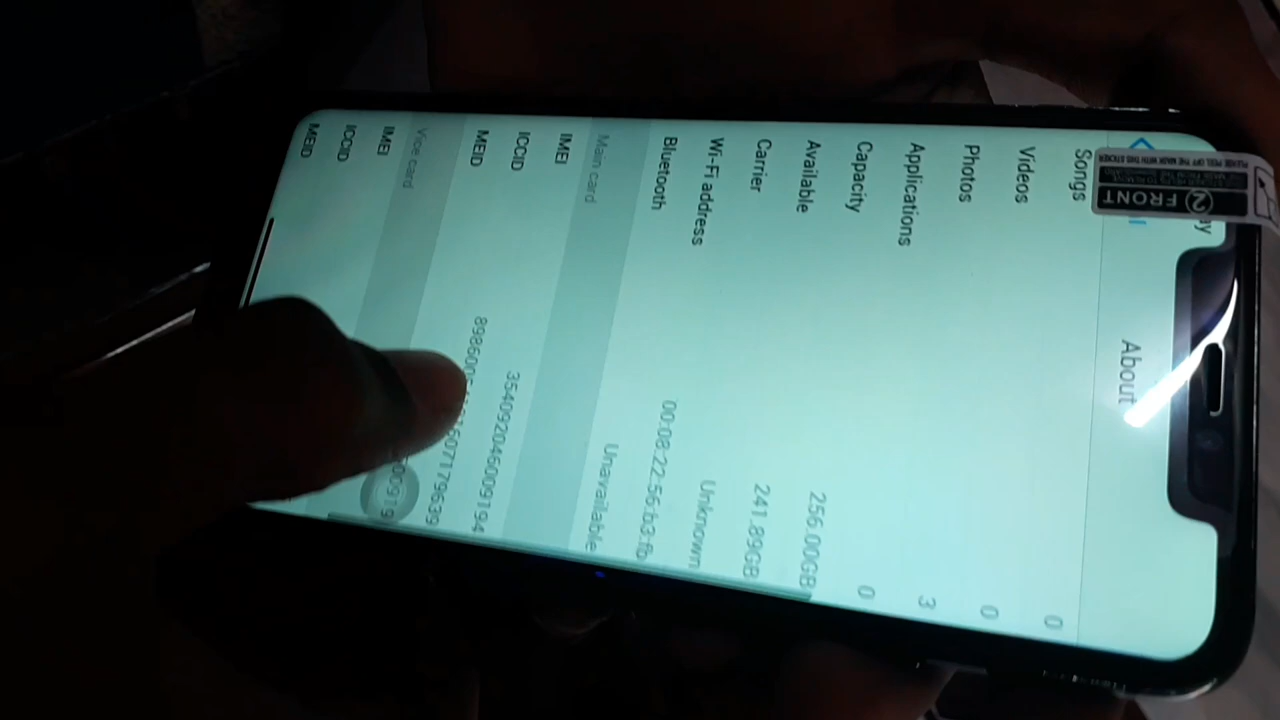 About
Songs 0
Videos 0
Photos 3
Applications 0
Capacity 256.00GB
Available 241.89GB
Carrier Unknown
Wi-Fi address 00:08:22:56:b3:fb
Bluetooth Unavailable
Main card
IMEI 354092046009194
ICCID
MEID
Vice card
IMEI
ICCID
MEID
2 FRONT